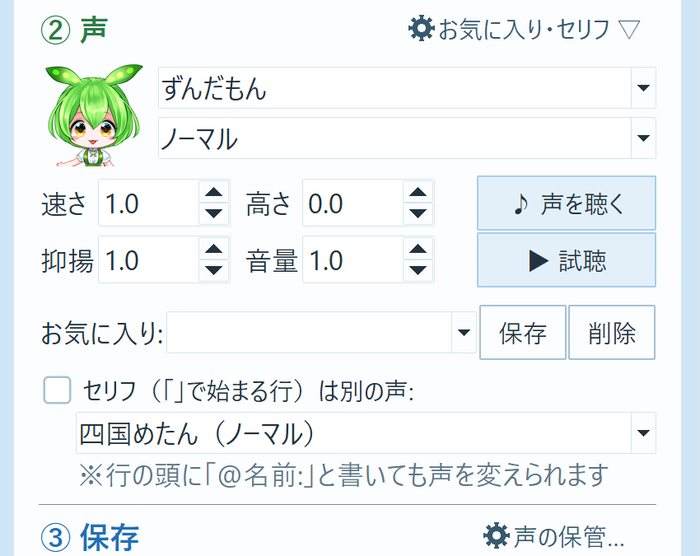 ② 声 お気に入り・セリフ ▽
ずんだもん
ノーマル
速さ 1.0 高さ 0.0 ♪ 声を聴く
抑揚 1.0 音量 1.0 ▶ 試聴
お気に入り: 保存 削除
セリフ（「」で始まる行）は別の声:
四国めたん（ノーマル）
※行の頭に「@名前:」と書いても声を変えられます
③ 保存 声の保管...